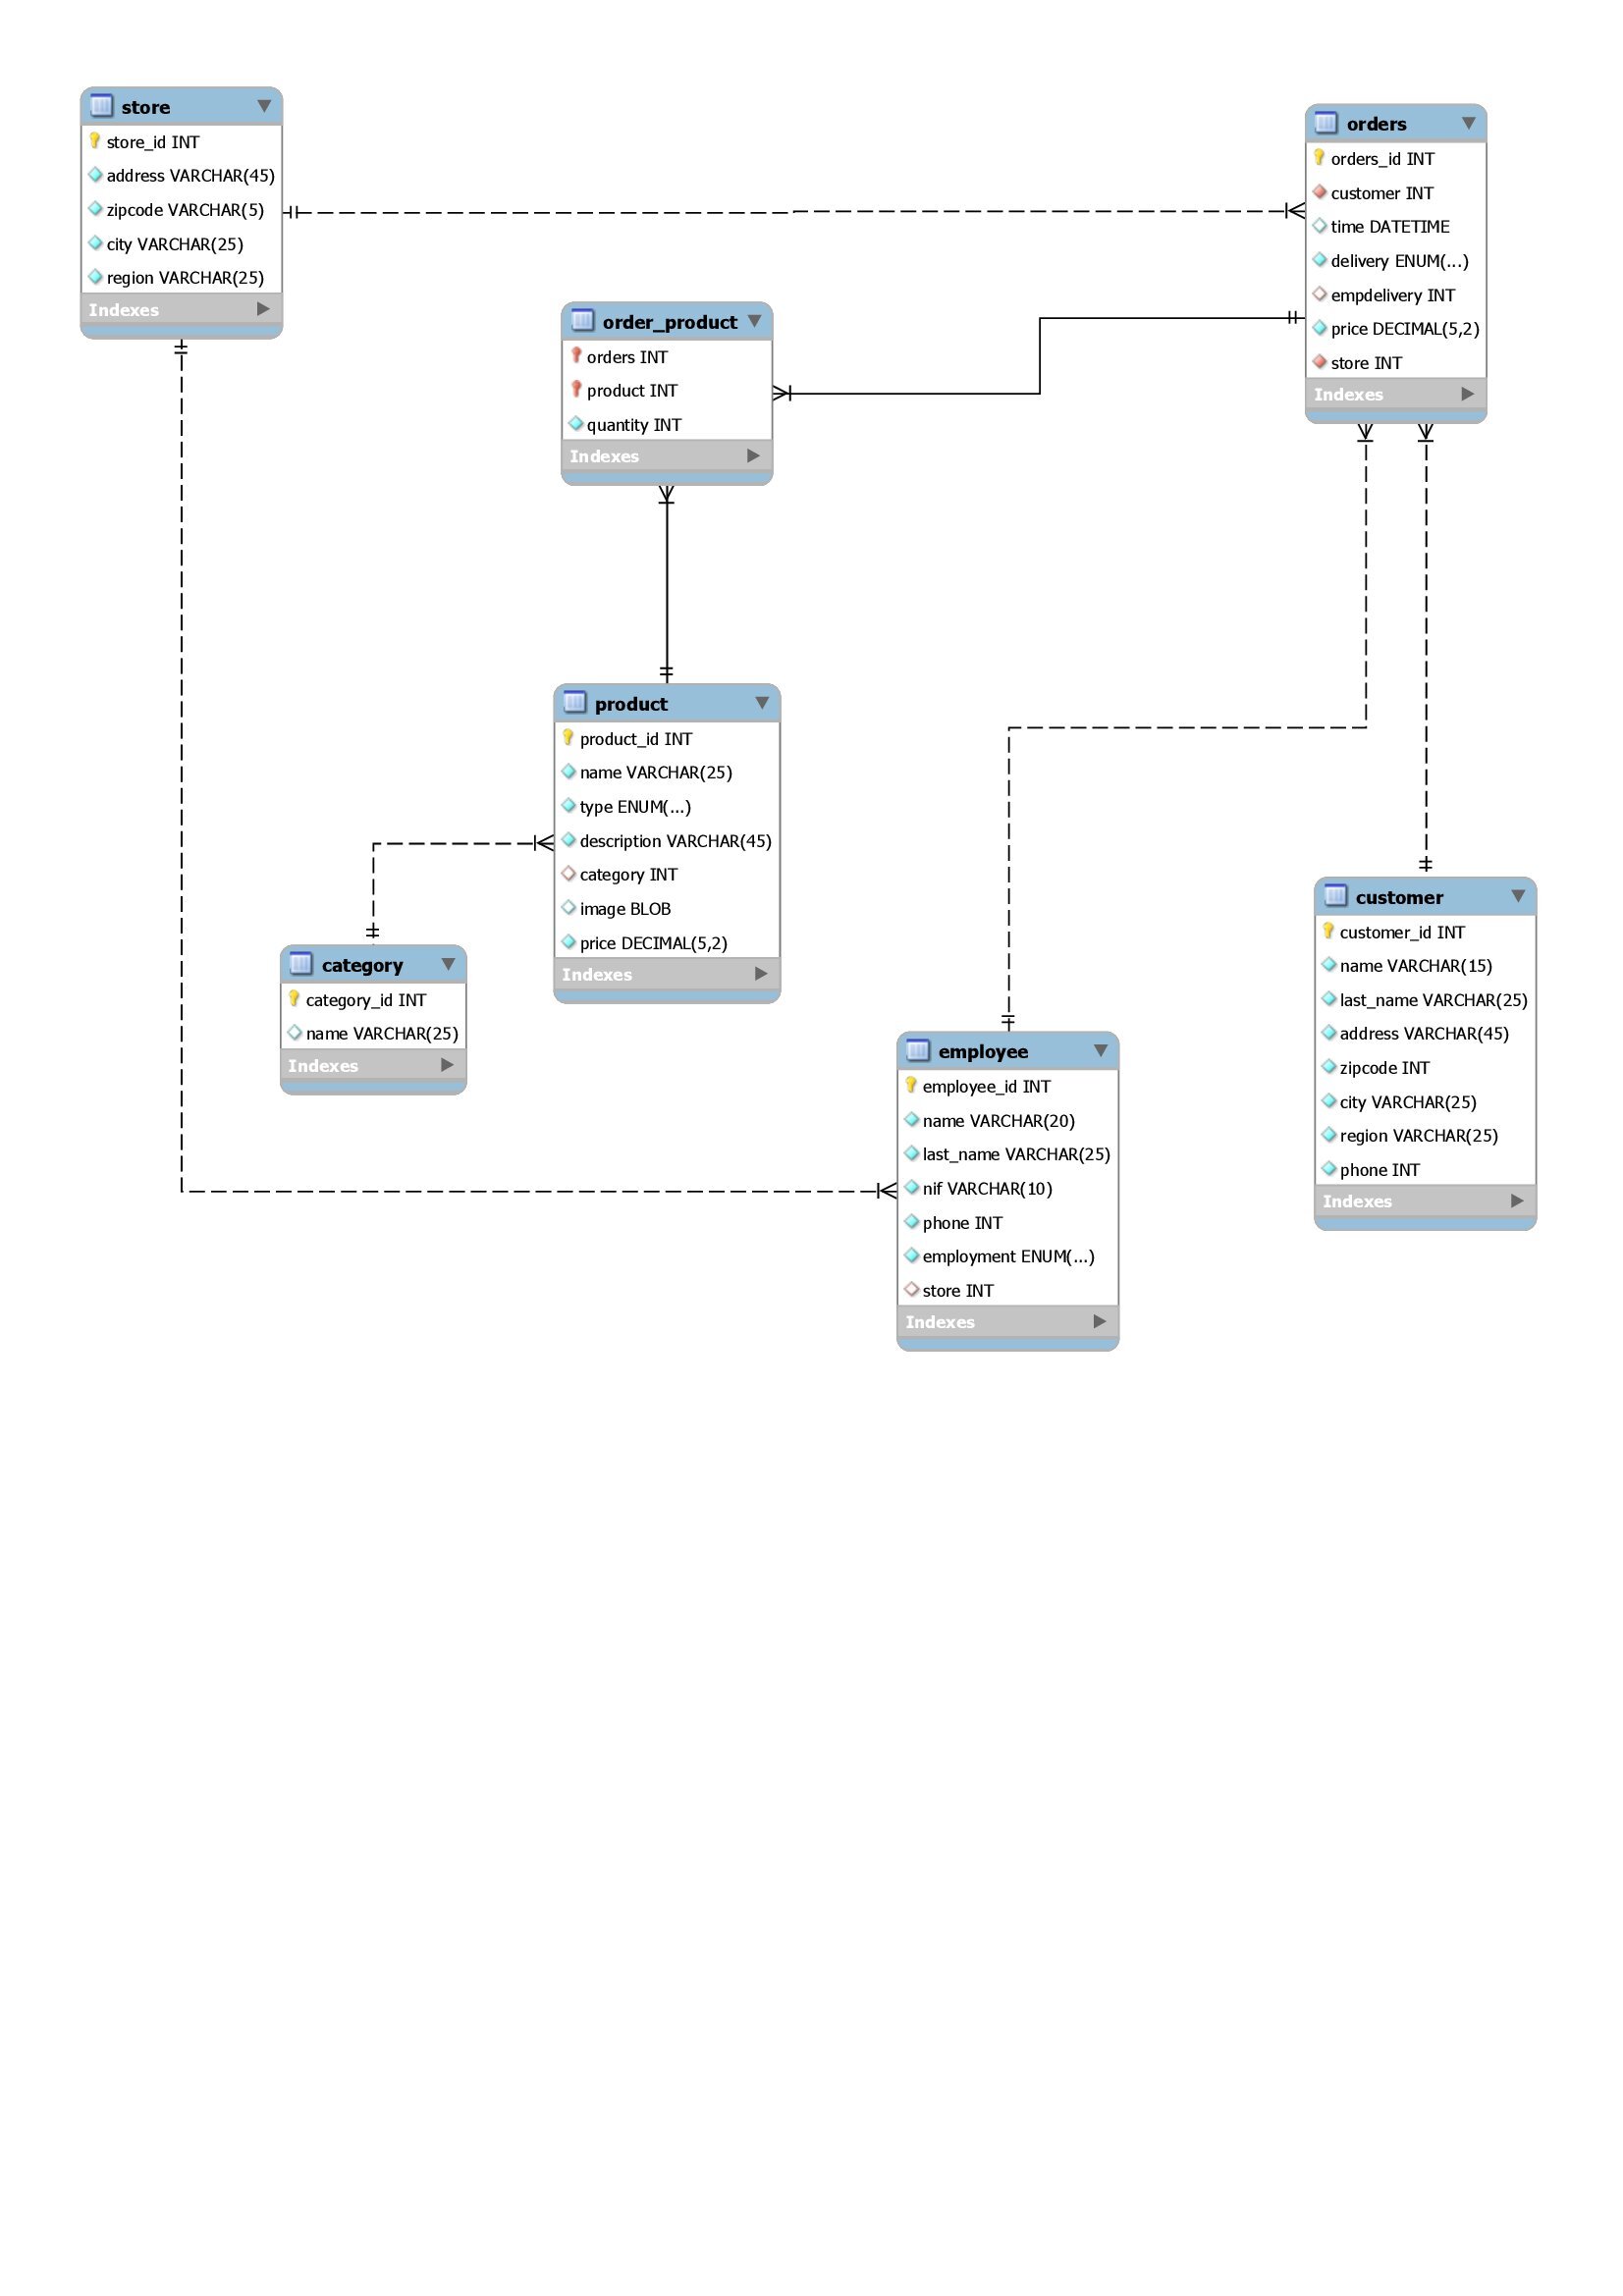 store
store_id INT
address VARCHAR(45)
zipcode VARCHAR(5)
city VARCHAR(25)
region VARCHAR(25)
Indexes
orders
orders_id INT
customer INT
time DATETIME
delivery ENUM(...)
empdelivery INT
price DECIMAL(5,2)
store INT
Indexes
order_product
orders INT
product INT
quantity INT
Indexes
product
product_id INT
name VARCHAR(25)
type ENUM(...)
description VARCHAR(45)
category INT
image BLOB
price DECIMAL(5,2)
Indexes
category
category_id INT
name VARCHAR(25)
Indexes
employee
employee_id INT
name VARCHAR(20)
last_name VARCHAR(25)
nif VARCHAR(10)
phone INT
employment ENUM(...)
store INT
Indexes
customer
customer_id INT
name VARCHAR(15)
last_name VARCHAR(25)
address VARCHAR(45)
zipcode INT
city VARCHAR(25)
region VARCHAR(25)
phone INT
Indexes